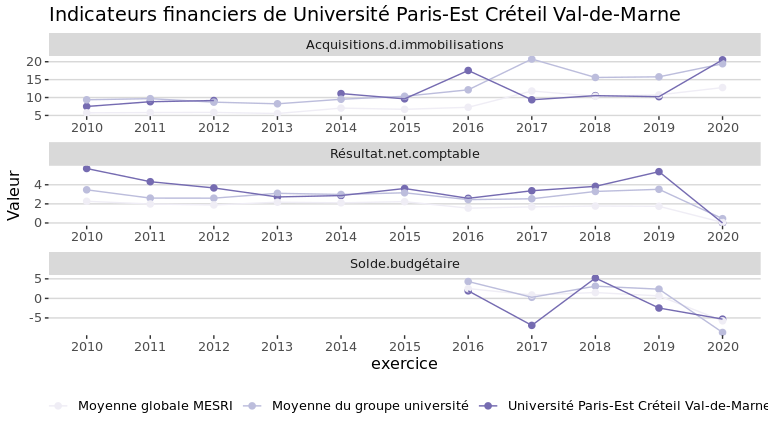 Indicateurs financiers de Université Paris-Est Créteil Val-de-Marne
Acquisitions.d.immobilisations
20
15
10
5
2010 2011 2012 2013 2014 2015 2016 2017 2018 2019 2020
Résultat.net.comptable
4
2
0
2010 2011 2012 2013 2014 2015 2016 2017 2018 2019 2020
Valeur
Solde.budgétaire
5
0
-5
2010 2011 2012 2013 2014 2015 2016 2017 2018 2019 2020
exercice
Moyenne globale MESRI Moyenne du groupe université Université Paris-Est Créteil Val-de-Marne